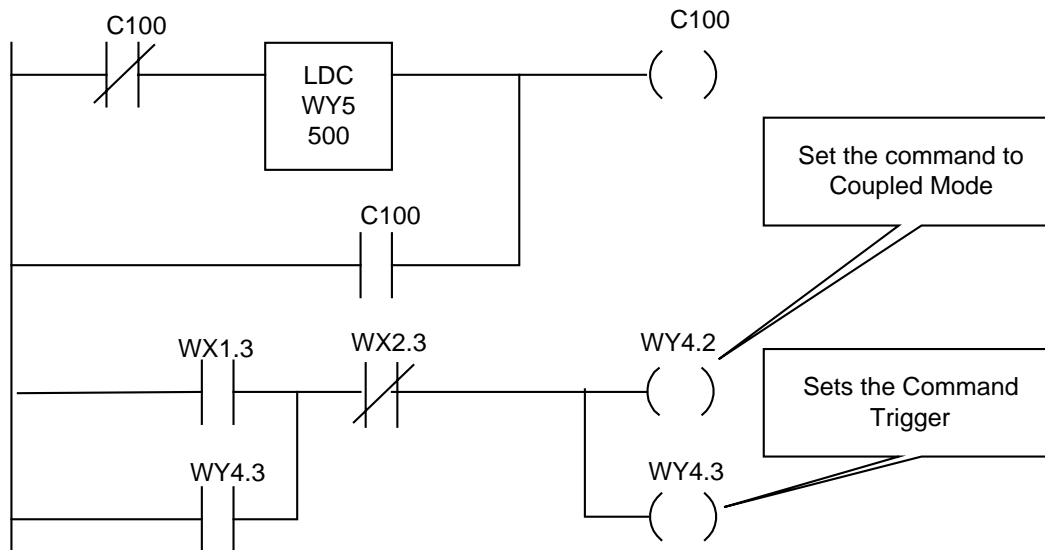 C100
C100
LDC
WY5
500
Set the command to
Coupled Mode
C100
WX1.3
WX2.3
WY4.2
Sets the Command
Trigger
WY4.3
WY4.3